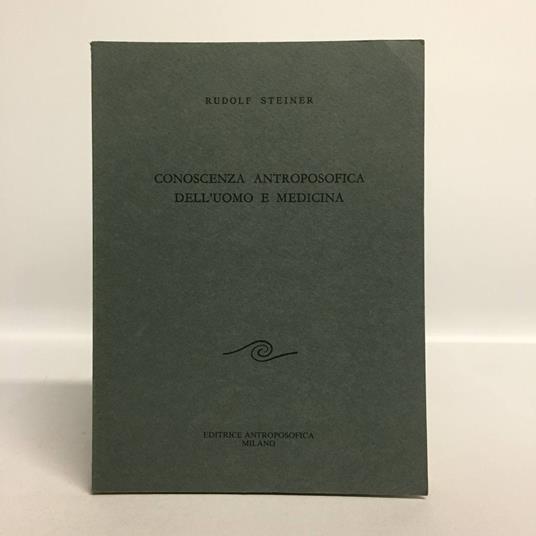 RUDOLF STEINER
CONOSCENZA ANTROPOSOFICA
DELL'UOMO E MEDICINA
EDITRICE ANTROPOSOFICA
MILANO